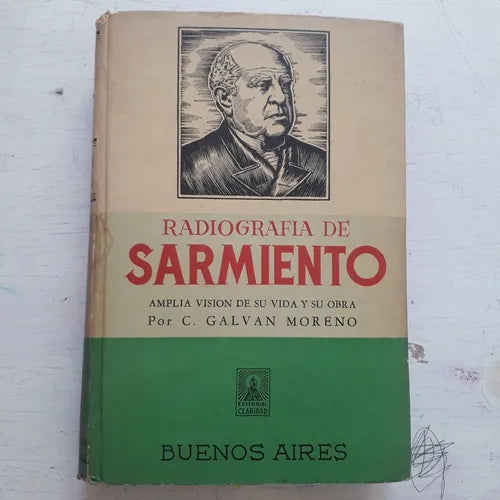 RADIOGRAFIA DE
SARMIENTO
AMPLIA VISION DE SU VIDA Y SU OBRA
Por C. GALVAN MORENO
EDITORIAL
CLARIDAD
BUENOS AIRES